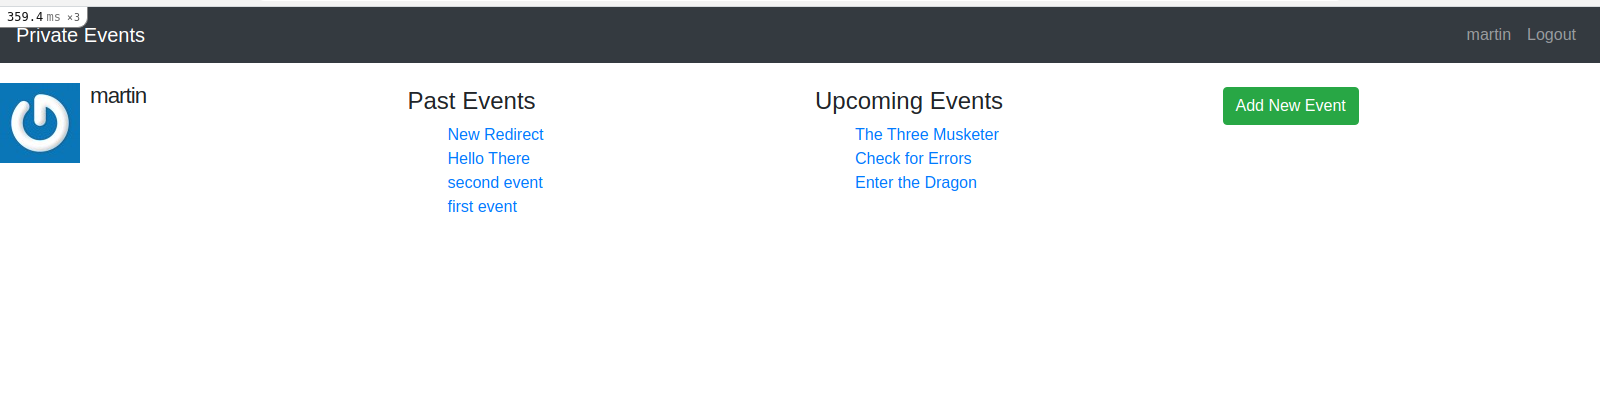 359.4 ms ×3
Private Events
martin Logout
martin
Past Events
New Redirect
Hello There
second event
first event
Upcoming Events
The Three Musketer
Check for Errors
Enter the Dragon
Add New Event